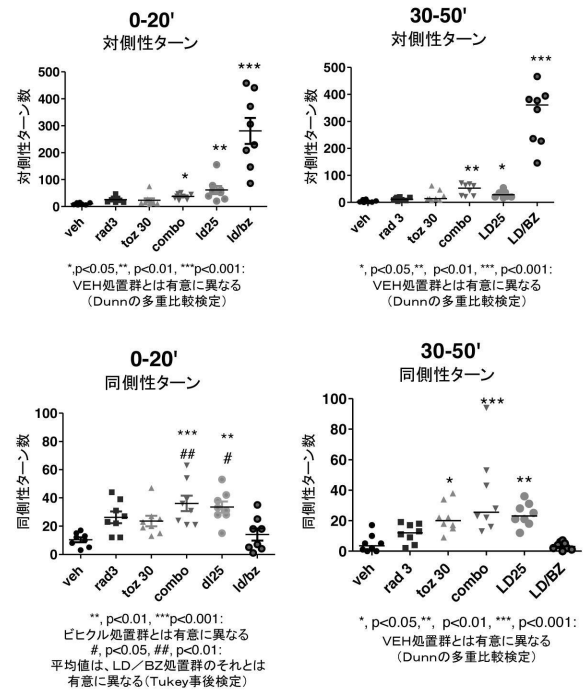 0-20'
対側性ターン
***
500
400
300
200
100
0
対側性ターン数
*
**
veh
rad3
toz 30
combo
ld25
ld/bz
*,p<0.05,**, p<0.01, ***p<0.001:
VEH処置群とは有意に異なる
(Dunnの多重比較検定)
30-50'
対側性ターン
***
500
400
300
200
100
0
対側性ターン数
**
*
veh
rad 3
toz 30
combo
LD25
LD/BZ
*, p<0.05,**, p<0.01, ***, p<0.001:
VEH処置群とは有意に異なる
(Dunnの多重比較検定)
0-20'
同側性ターン
100
80
60
40
20
0
同側性ターン数
***
##
**
#
veh
rad3
toz 30
combo
dl25
ld/bz
**, p<0.01, ***p<0.001:
ビヒクル処置群とは有意に異なる
#, p<0.05, ##, p<0.01:
平均値は、LD/BZ処置群のそれとは
有意に異なる(Tukey事後検定)
30-50'
同側性ターン
100
80
60
40
20
0
同側性ターン数
***
*
**
veh
rad 3
toz 30
combo
LD25
LD/BZ
*, p<0.05,**, p<0.01, ***, p<0.001:
VEH処置群とは有意に異なる
(Dunnの多重比較検定)